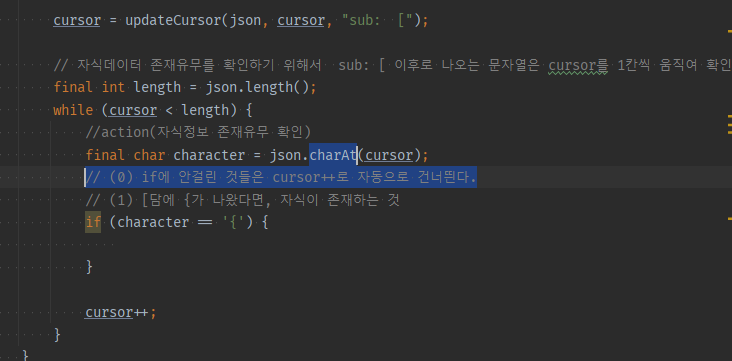 cursor = updateCursor(json, cursor, "sub: [");
// 자식데이터 존재유무를 확인하기 위해서 sub: [ 이후로 나오는 문자열은 cursor를 1칸씩 움직여 확인
final int length = json.length();
while (cursor < length) {
//action(자식정보 존재유무 확인)
final char character = json.charAt(cursor);
// (0) if에 안걸린 것들은 cursor++로 자동으로 건너띈다.
// (1) [담에 {가 나왔다면, 자식이 존재하는 것
if (character == '{') {
}
cursor++;
}
}